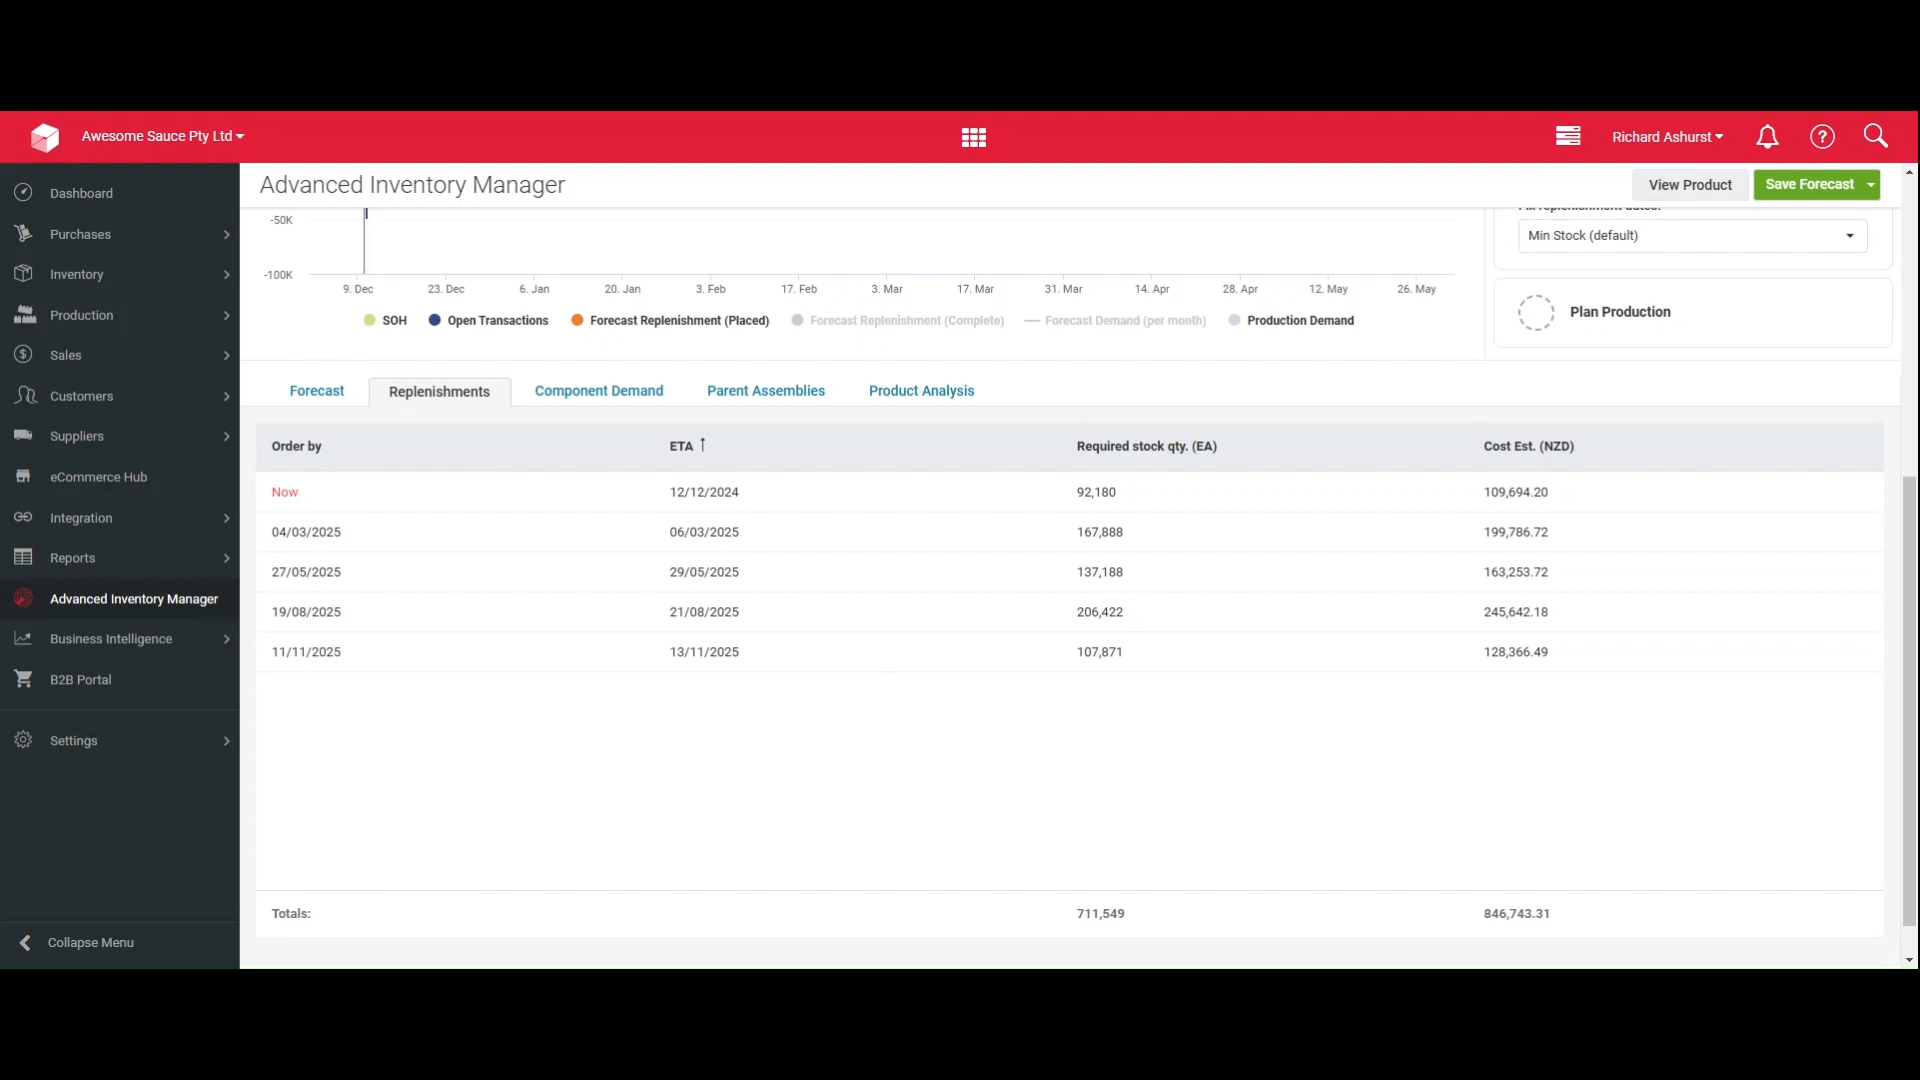 Awesome Sauce Pty Ltd
Richard Ashurst
Dashboard
Purchases
Inventory
Production
Sales
Customers
Suppliers
eCommerce Hub
Integration
Reports
Advanced Inventory Manager
Business Intelligence
B2B Portal
Settings
Collapse Menu
Advanced Inventory Manager
View Product
Save Forecast
-50K
-100K
9. Dec 23. Dec 6. Jan 20. Jan 3. Feb 17. Feb 3. Mar 17. Mar 31. Mar 14. Apr 28. Apr 12. May 26. May
SOH Open Transactions Forecast Replenishment (Placed) Forecast Replenishment (Complete) Forecast Demand (per month) Production Demand
replenishment dates:
Min Stock (default)
Plan Production
Forecast Replenishments Component Demand Parent Assemblies Product Analysis
Order by ETA ↑ Required stock qty. (EA) Cost Est. (NZD)
Now 12/12/2024 92,180 109,694.20
04/03/2025 06/03/2025 167,888 199,786.72
27/05/2025 29/05/2025 137,188 163,253.72
19/08/2025 21/08/2025 206,422 245,642.18
11/11/2025 13/11/2025 107,871 128,366.49
Totals: 711,549 846,743.31